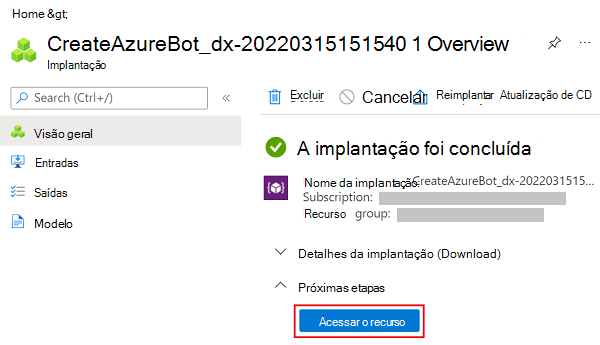 Home &gt;
CreateAzureBot_dx-20220315151540 1 Overview
Implantação
Search (Ctrl+/)
Visão geral
Entradas
Saídas
Modelo
Excluir Cancelar Reimplantar Atualização de CD
A implantação foi concluída
Nome da implantação: CreateAzureBot_dx-2022031515...
Subscription:
Recurso group:
Detalhes da implantação (Download)
Próximas etapas
Acessar o recurso